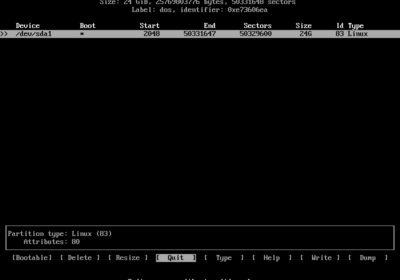 Size: 24 GiB, 25769803776 bytes, 50331648 sectors
Label: dos, identifier: 0xe73606ea
Device Boot Start End Sectors Size Id Type
>> /dev/sda1 * 2048 50331647 50329600 24G 83 Linux
Partition type: Linux (83)
Attributes: 80
[Bootable] [ Delete ] [ Resize ] [ Quit ] [ Type ] [ Help ] [ Write ] [ Dump ]